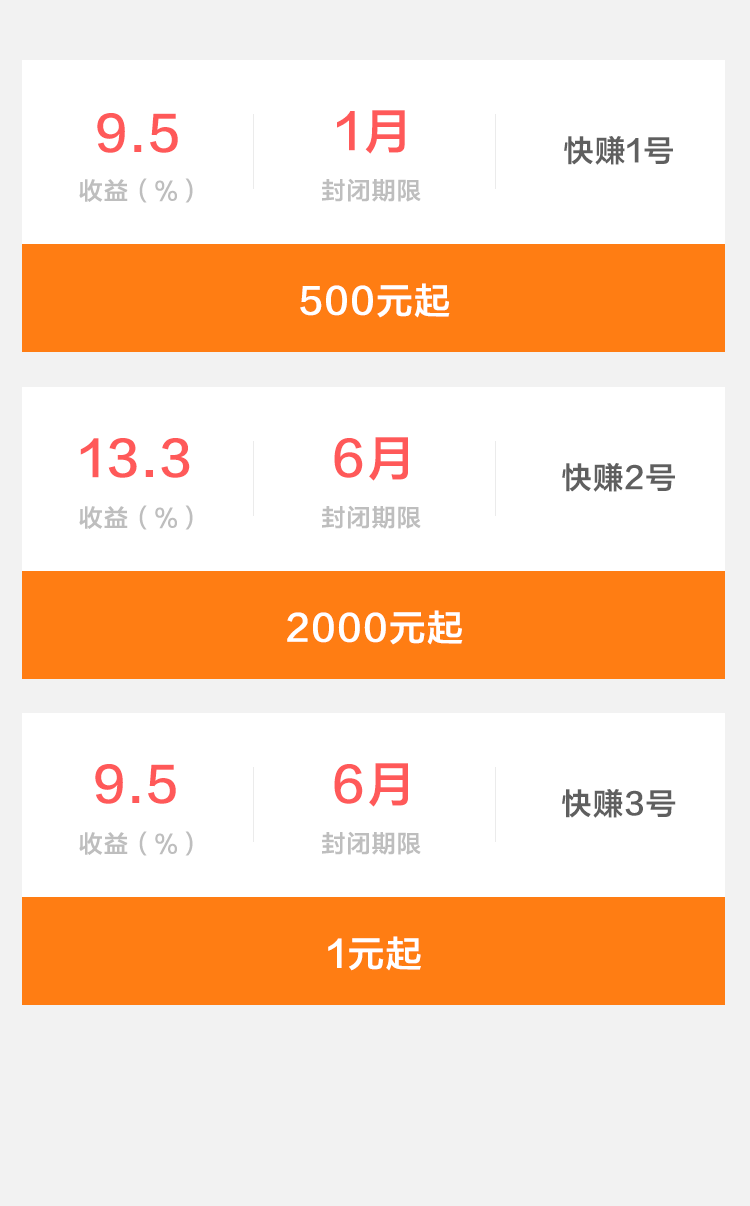 9.5 1月 快赚1号
收益（%） 封闭期限
500元起
13.3 6月 快赚2号
收益（%） 封闭期限
2000元起
9.5 6月 快赚3号
收益（%） 封闭期限
1元起